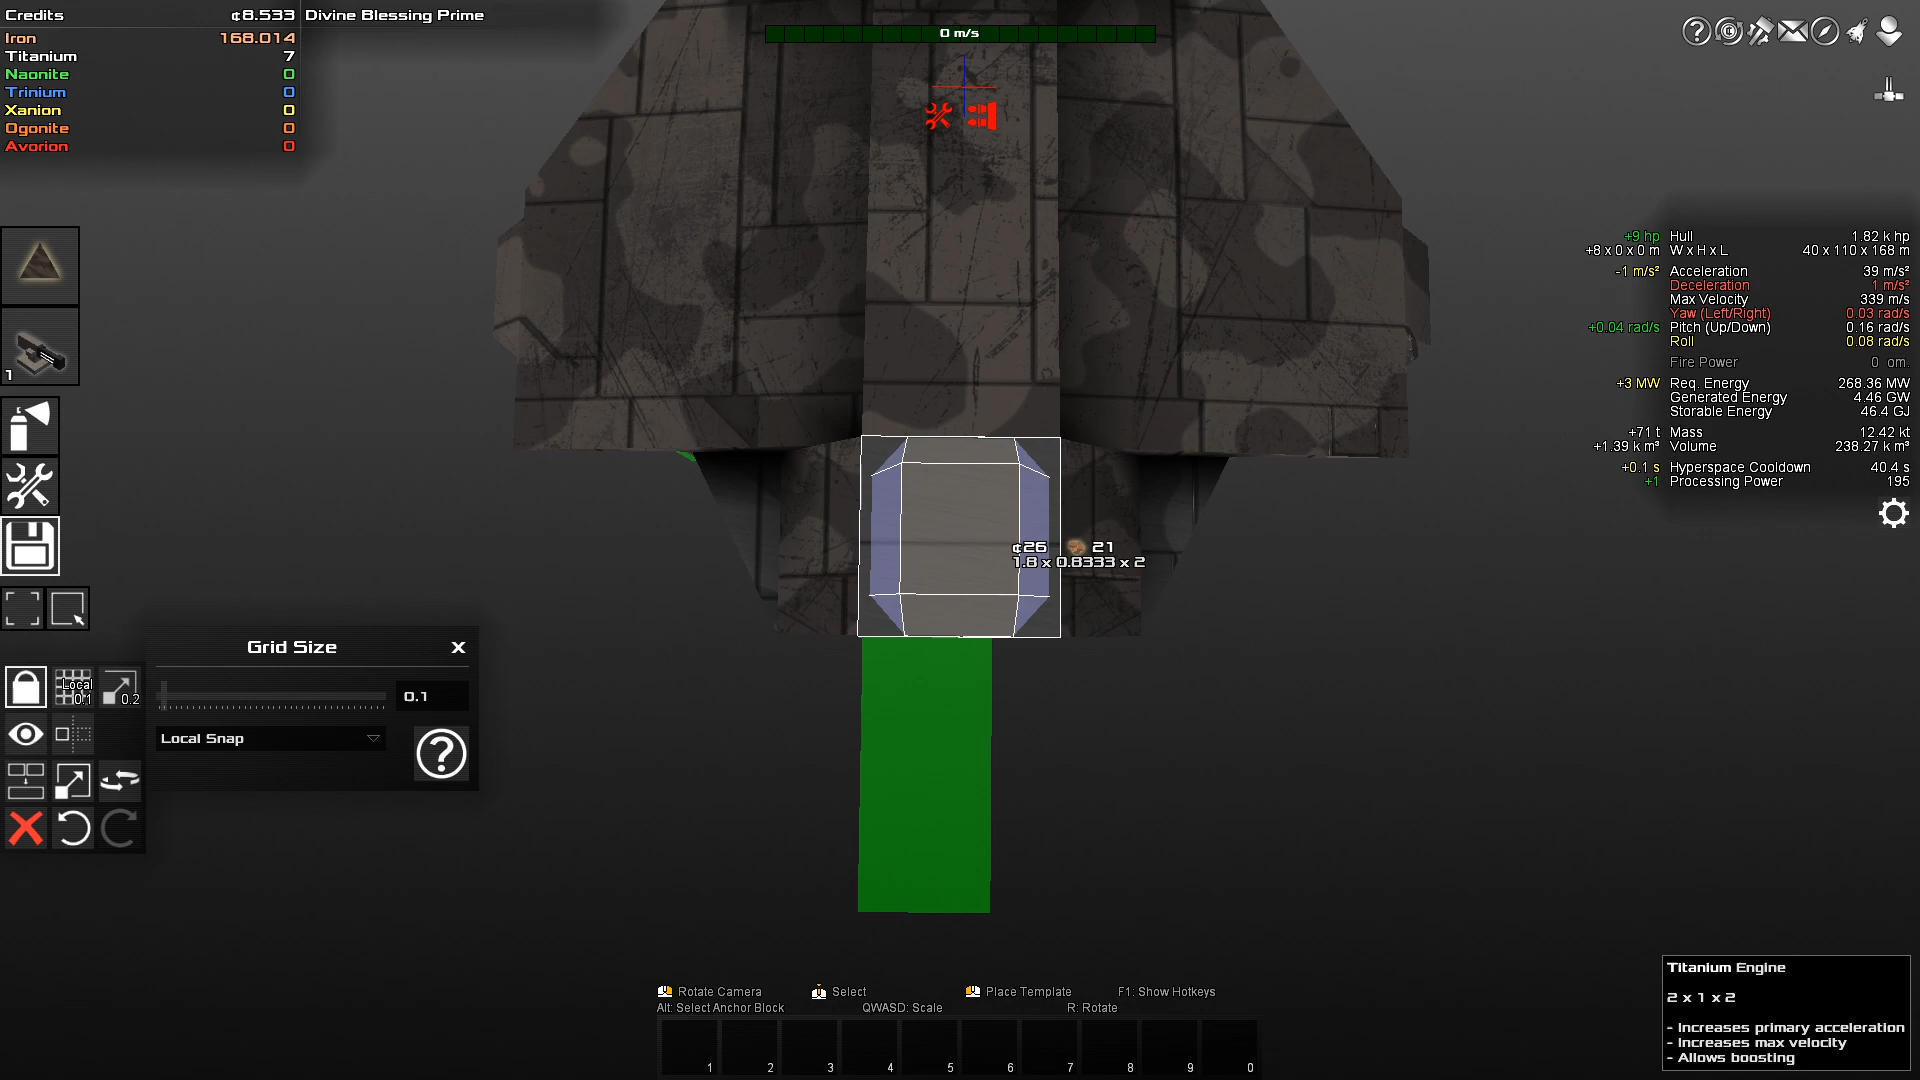 Credits ¢8.533
Divine Blessing Prime
Iron 168.014
Titanium 7
Naonite 0
Trinium 0
Xanion 0
Ogonite 0
Avorion 0
0 m/s
+9 hp Hull 1.82 k hp
+8 x 0 x 0 m W x H x L 40 x 110 x 168 m
-1 m/s² Acceleration 39 m/s²
Deceleration 1 m/s²
Max Velocity 339 m/s
Yaw (Left/Right) 0.03 rad/s
+0.04 rad/s Pitch (Up/Down) 0.16 rad/s
Roll 0.08 rad/s
Fire Power 0 om.
+3 MW Req. Energy 268.36 MW
Generated Energy 4.46 GW
Storable Energy 46.4 GJ
+71 t Mass 12.42 kt
+1.39 k m³ Volume 238.27 k m³
+0.1 s Hyperspace Cooldown 40.4 s
+1 Processing Power 195
1
¢26 21
1.8 x 0.8333 x 2
Grid Size X
Local
0.1
0.2
0.1
Local Snap
Rotate Camera Select Place Template F1: Show Hotkeys
Alt: Select Anchor Block QWASD: Scale R: Rotate
1 2 3 4 5 6 7 8 9 0
Titanium Engine
2 x 1 x 2
- Increases primary acceleration
- Increases max velocity
- Allows boosting